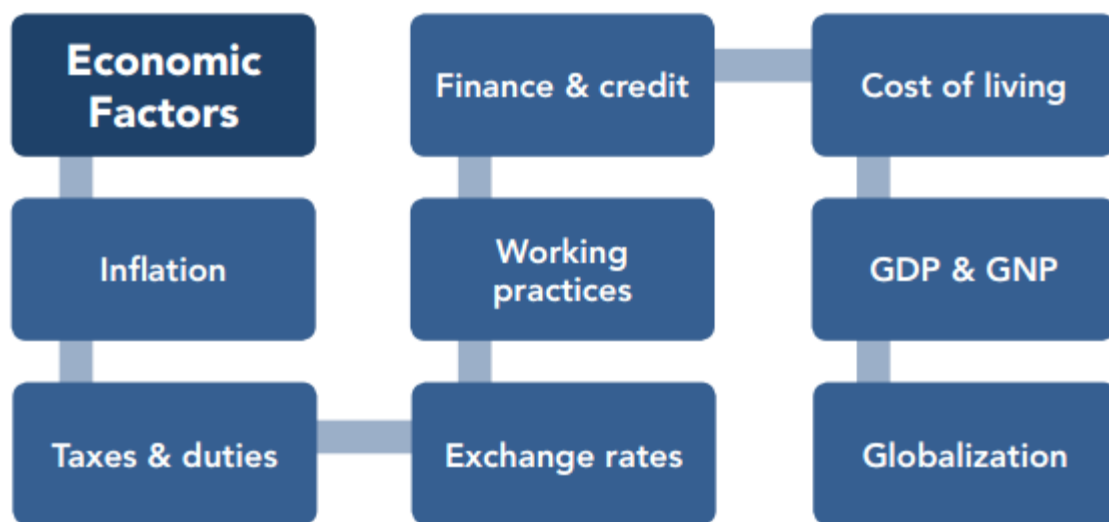 Economic
Factors
Inflation
Taxes & duties
Exchange rates
Working
practices
Finance & credit
Cost of living
GDP & GNP
Globalization